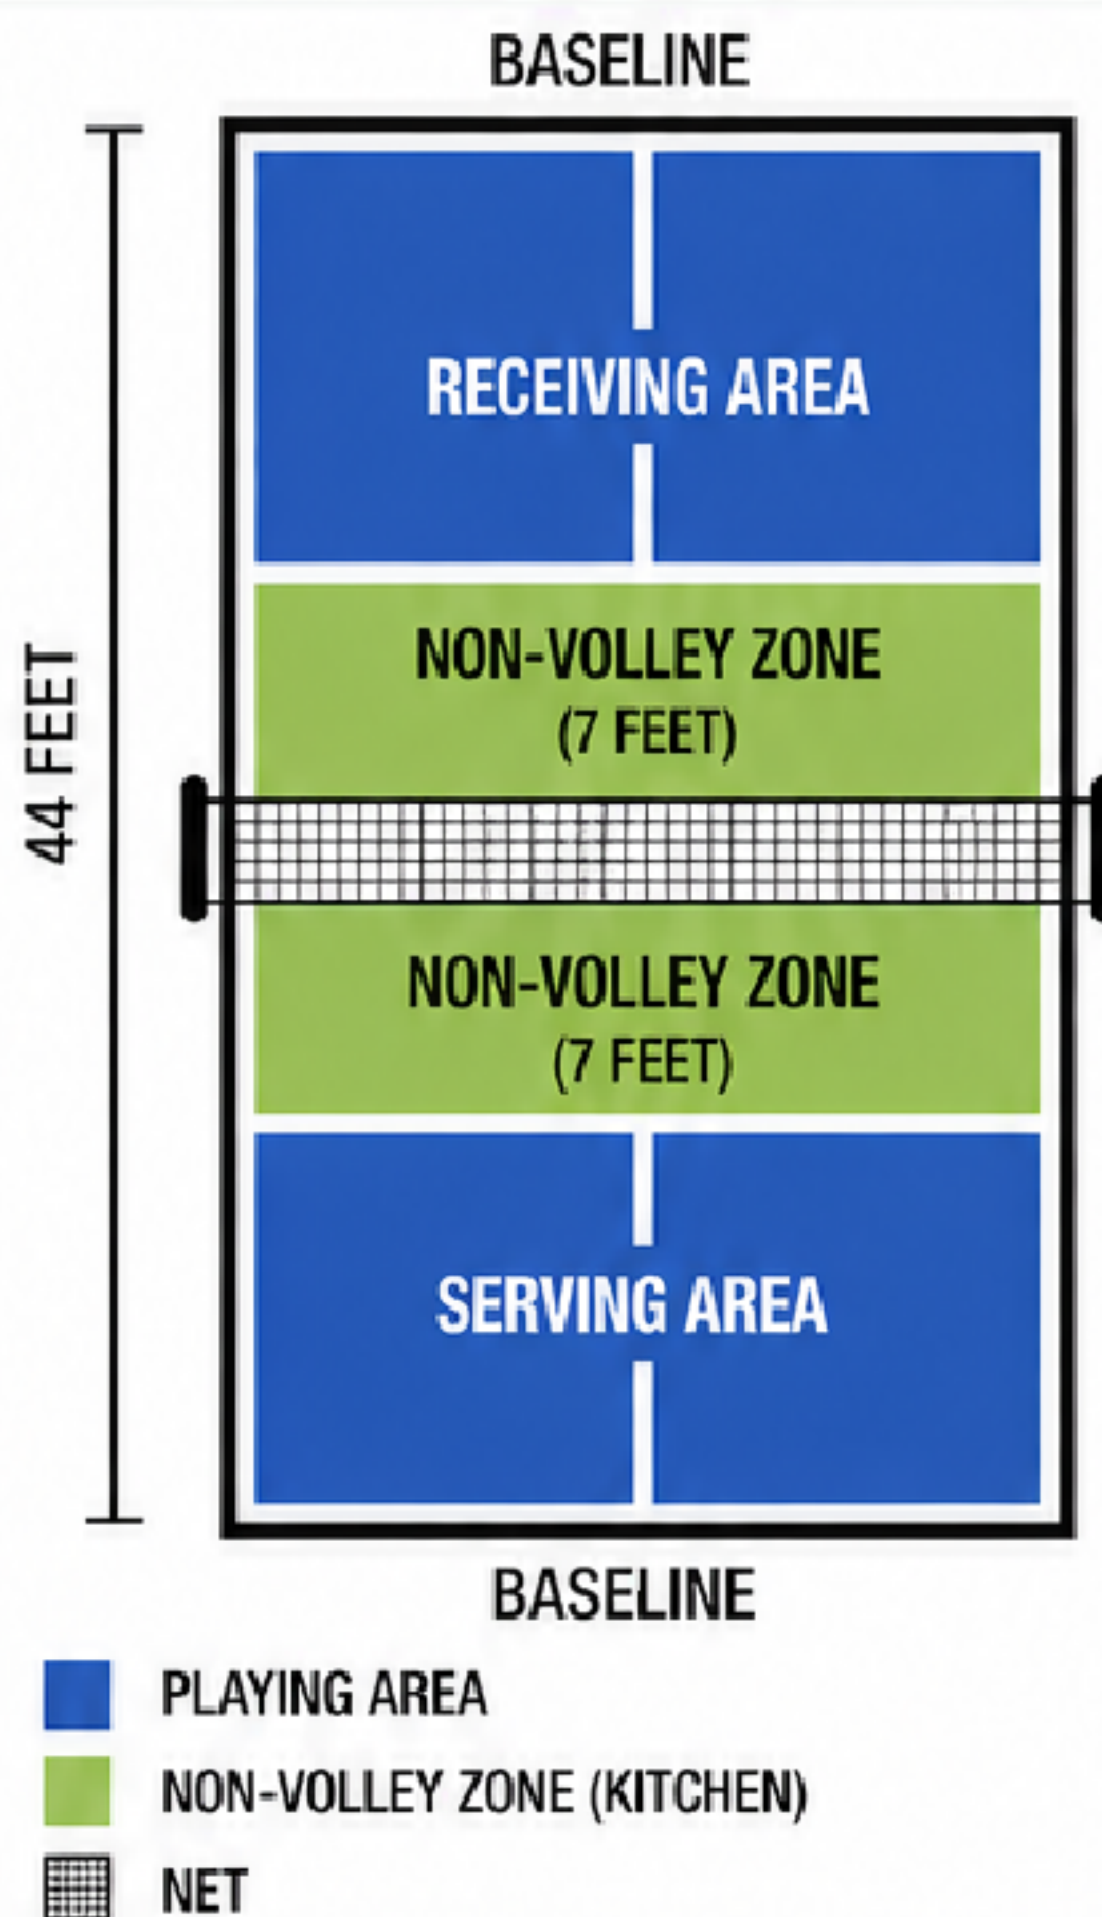 BASELINE
44 FEET
RECEIVING AREA
NON-VOLLEY ZONE
(7 FEET)
NON-VOLLEY ZONE
(7 FEET)
SERVING AREA
BASELINE
PLAYING AREA
NON-VOLLEY ZONE (KITCHEN)
NET